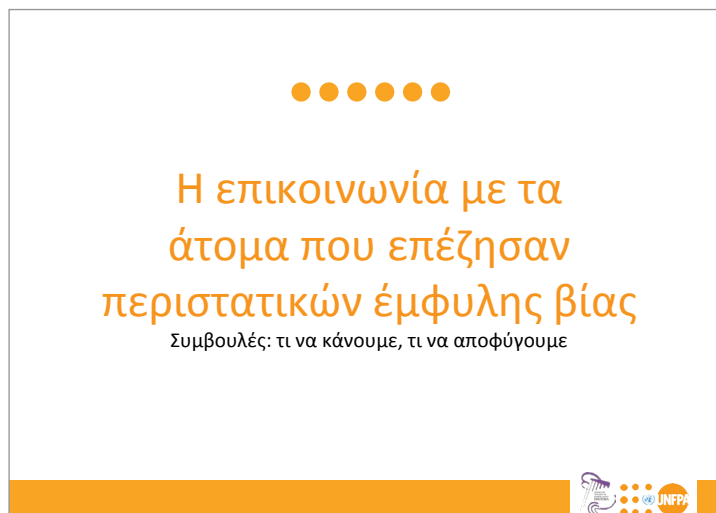 Η επικοινωνία με τα
άτομα που επέζησαν
περιστατικών έμφυλης βίας
Συμβουλές: τι να κάνουμε, τι να αποφύγουμε
UNFPA